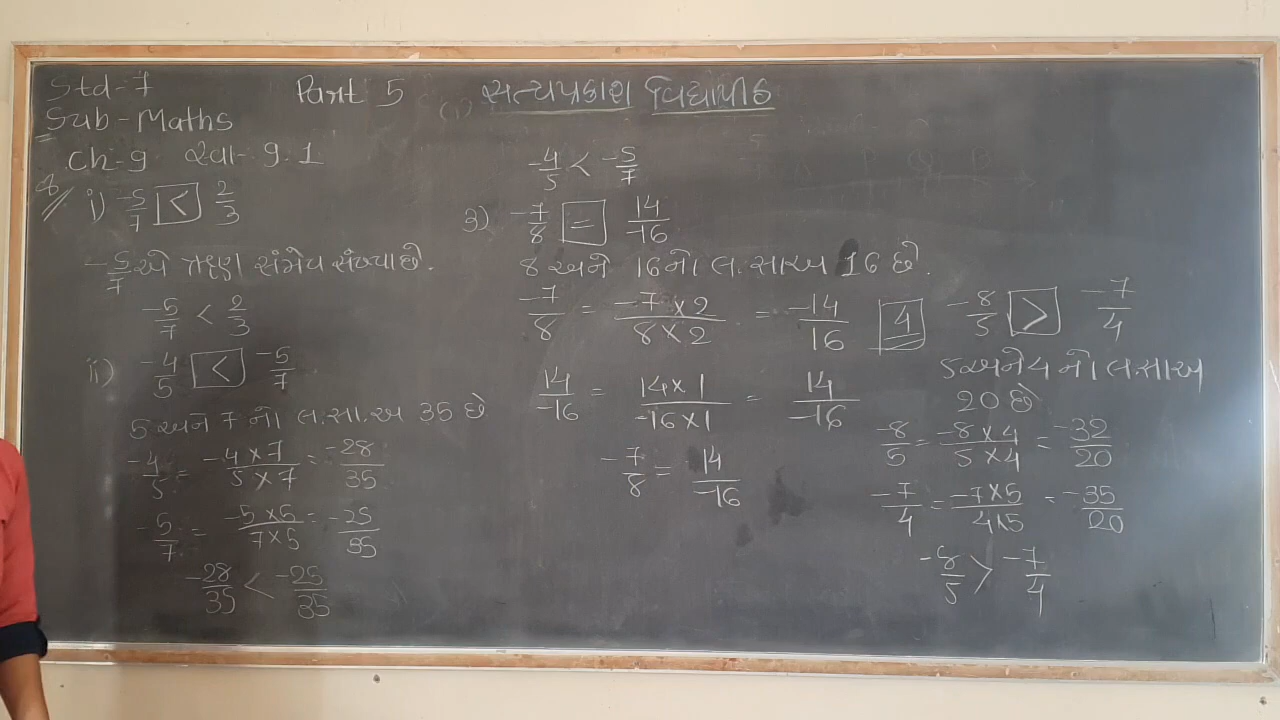 Std-7
Part 5
સત્યપ્રકાશ વિદ્યાપીઠ
Sub-Maths
Ch-9 સ્વા- 9.1
8// i) -5/7 [<] 2/3
-5/7 એ ઋણ સંમેય સંખ્યા છે.
-5/7 < 2/3
ii) -4/5 [<] -5/7
5 અને 7 નો લ.સા.અ 35 છે
-4/5 = -4×7/5×7 = -28/35
-5/7 = -5×5/7×5 = -25/35
-28/35 < -25/35
-4/5 < -5/7
3) -7/8 [=] 14/-16
8 અને 16 નો લ.સાઅ 16 છે.
-7/8 = -7×2/8×2 = -14/16
14/-16 = 14×1/-16×1 = 14/-16
-7/8 = 14/-16
4 -8/5 [>] -7/4
5 અને 4 નો લ.સાઅ
20 છે
-8/5 = -8×4/5×4 = -32/20
-7/4 = -7×5/4×5 = -35/20
-8/5 > -7/4